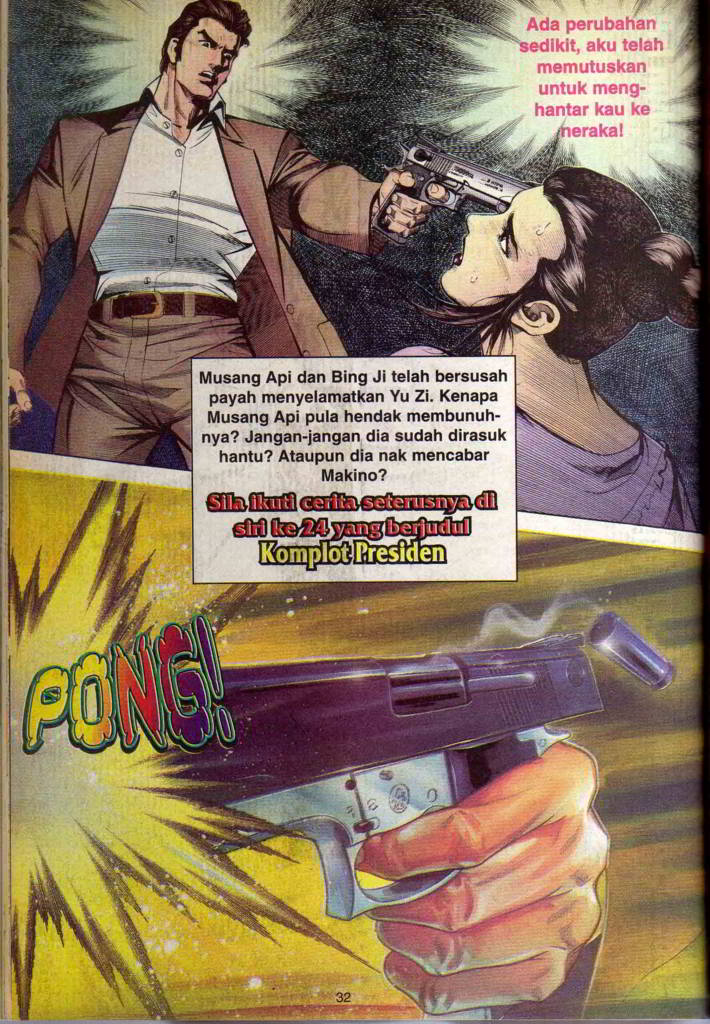 Ada perubahan
sedikit, aku telah
memutuskan
untuk meng-
hantar kau ke
neraka!
Musang Api dan Bing Ji telah bersusah
payah menyelamatkan Yu Zi. Kenapa
Musang Api pula hendak membunuh-
nya? Jangan-jangan dia sudah dirasuk
hantu? Ataupun dia nak mencabar
Makino?
Sila ikuti cerita seterusnya di
siri ke 24 yang berjudul
Komplot Presiden
PONG!
32